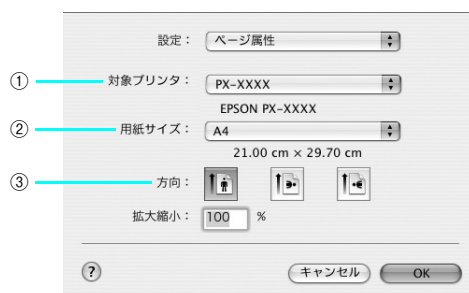 設定： ページ属性
① 対象プリンタ： PX-XXXX
EPSON PX-XXXX
② 用紙サイズ： A4
21.00 cm × 29.70 cm
③ 方向：
拡大縮小： 100 %
? キャンセル OK